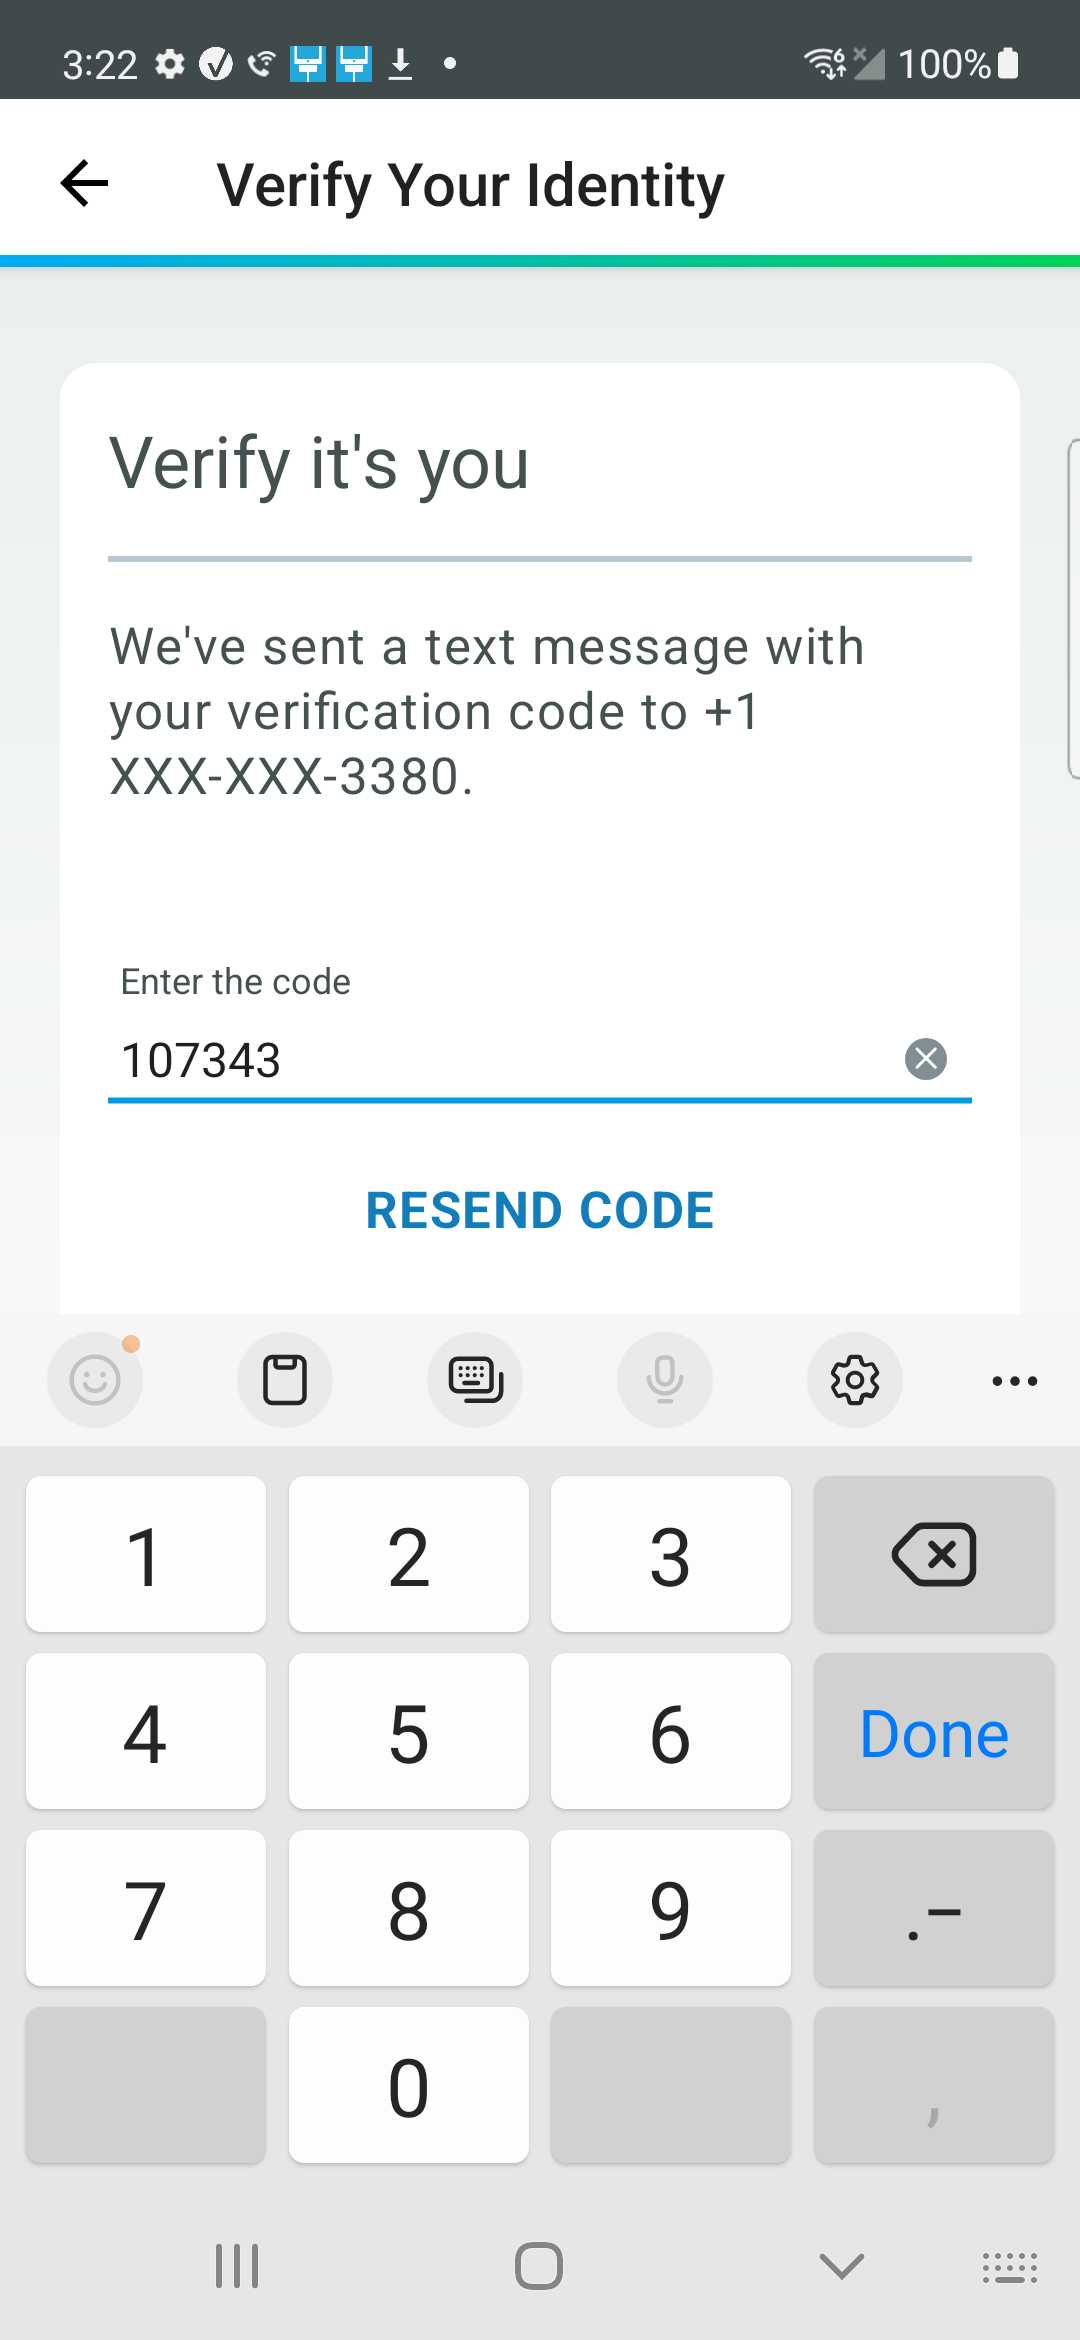 3:22 100%
Verify Your Identity
Verify it's you
We've sent a text message with
your verification code to +1
XXX-XXX-3380.
Enter the code
107343
RESEND CODE
1 2 3
4 5 6 Done
7 8 9 .-
0 ,